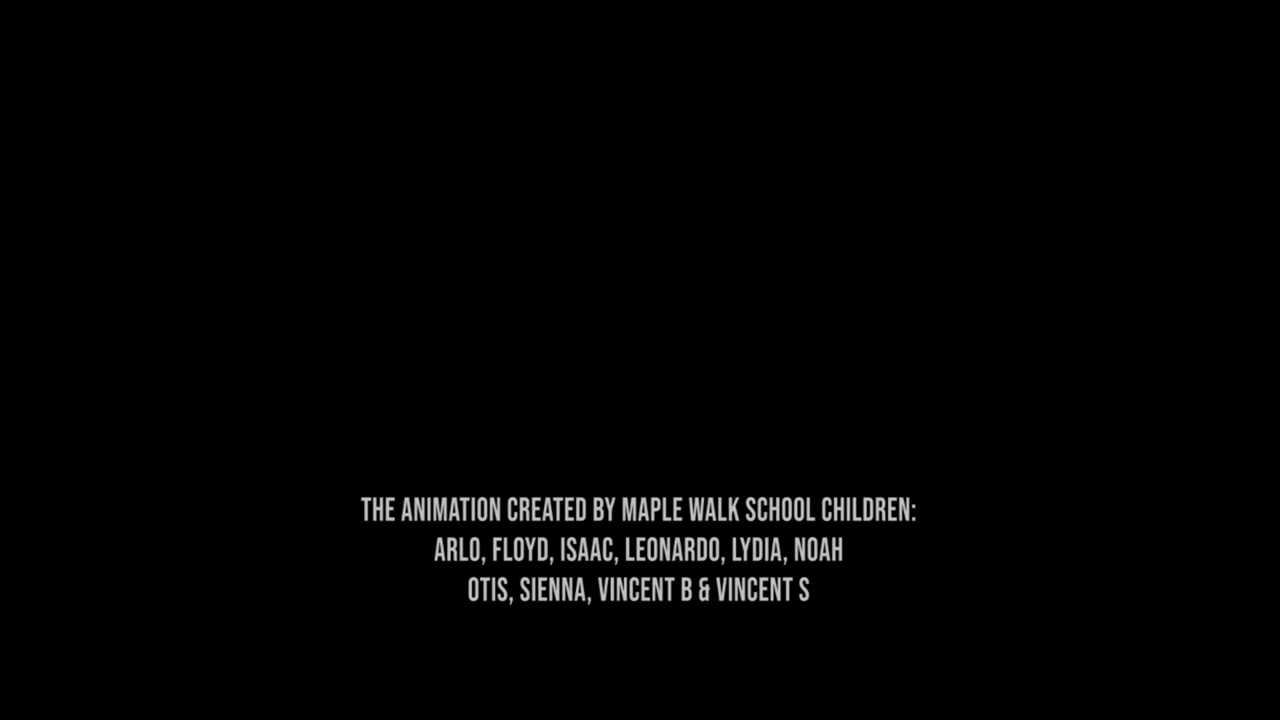 THE ANIMATION CREATED BY MAPLE WALK SCHOOL CHILDREN:
ARLO, FLOYD, ISAAC, LEONARDO, LYDIA, NOAH
OTIS, SIENNA, VINCENT B & VINCENT S